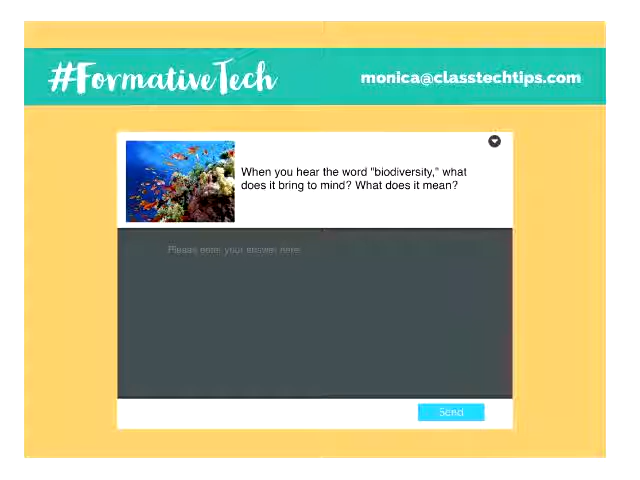 #FormativeTech
monica@classtechtips.com
When you hear the word "biodiversity," what
does it bring to mind? What does it mean?
Please enter your answer here
Send